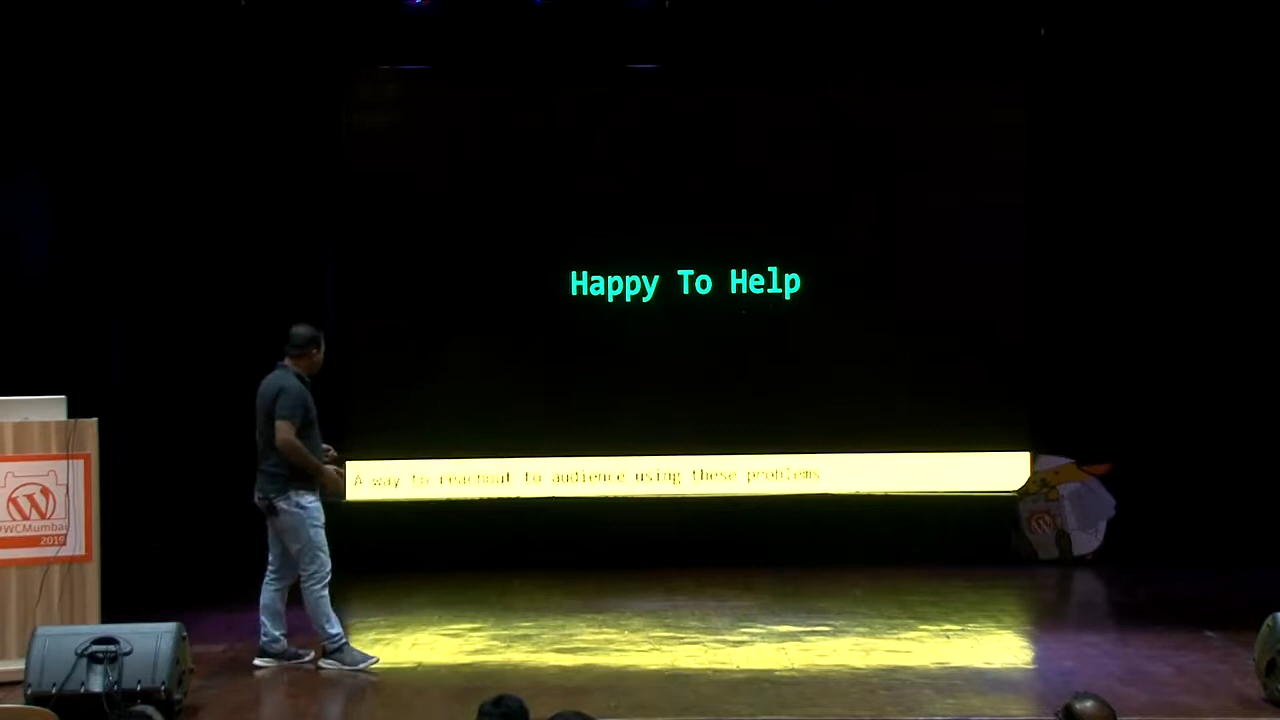 Happy To Help
A way to reachout to audience using these problems
#WCMumbai
2019